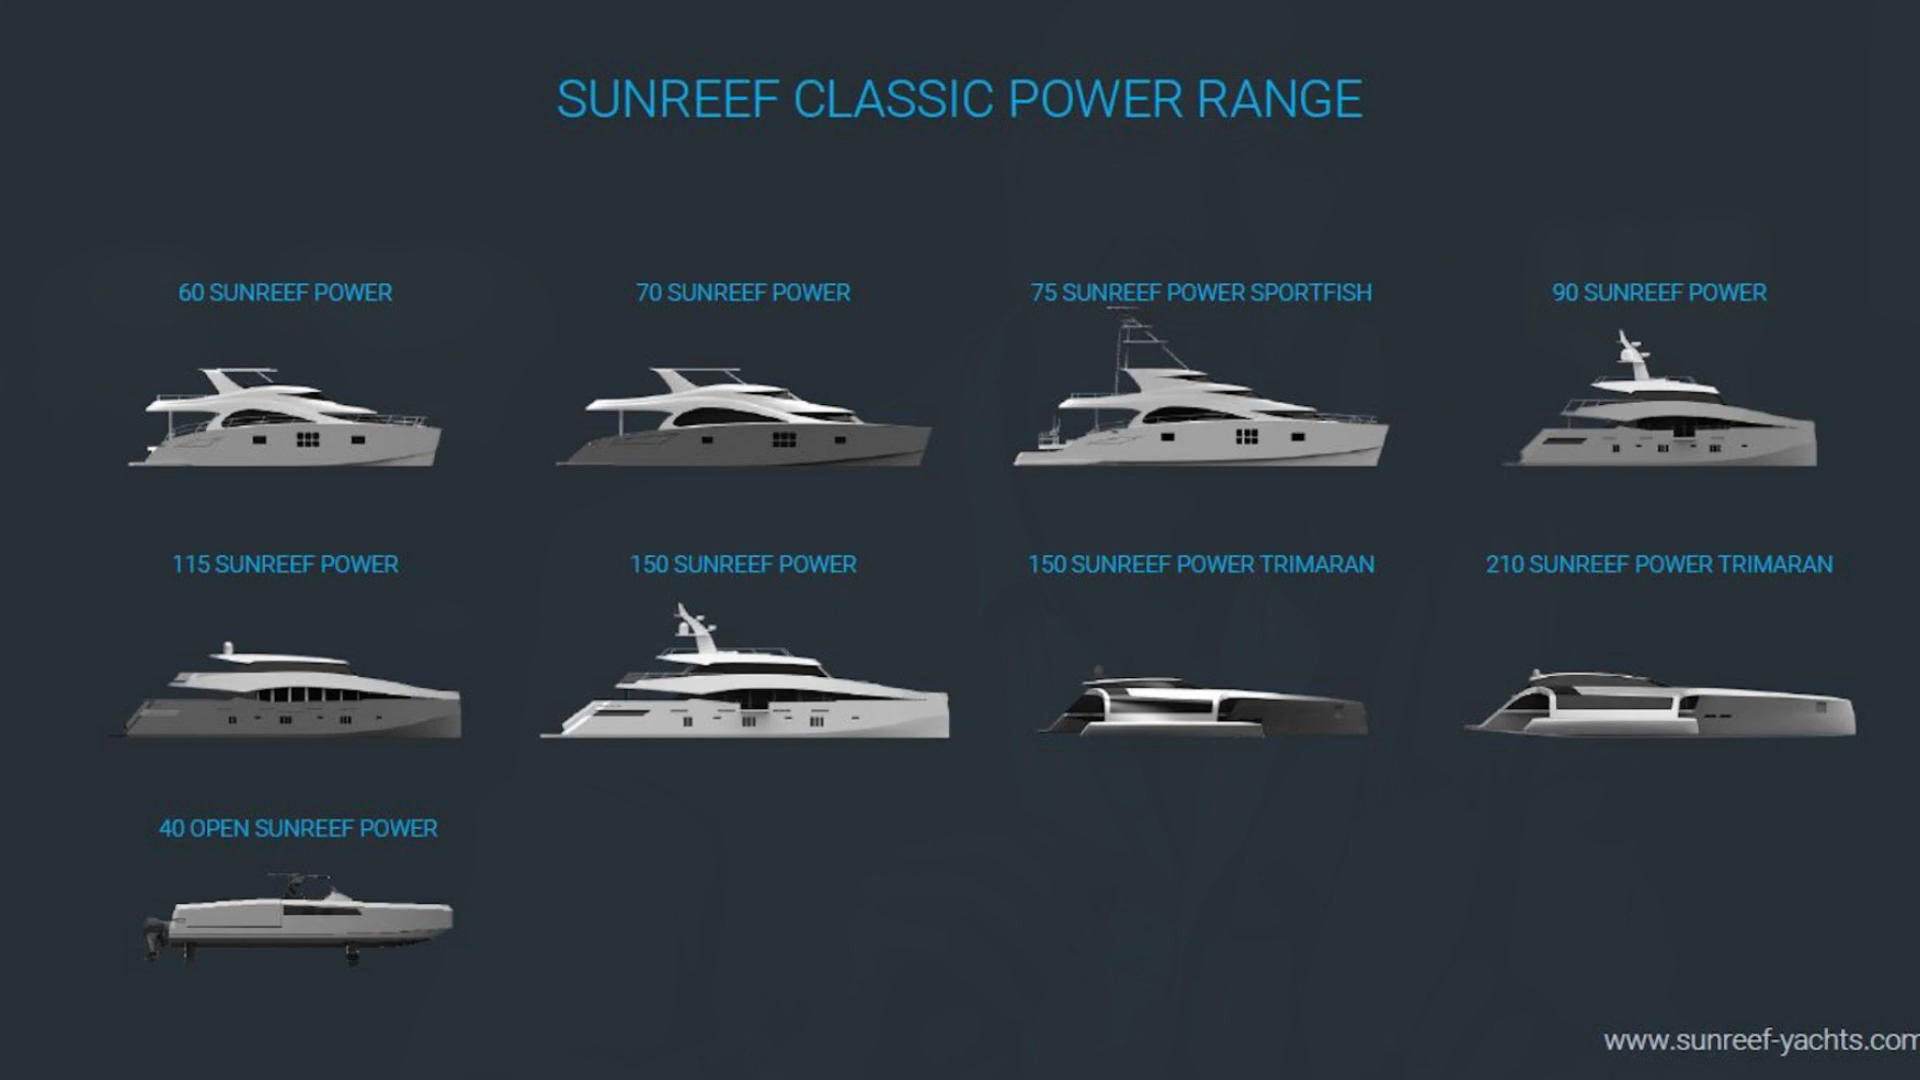 SUNREEF CLASSIC POWER RANGE
60 SUNREEF POWER
70 SUNREEF POWER
75 SUNREEF POWER SPORTFISH
90 SUNREEF POWER
115 SUNREEF POWER
150 SUNREEF POWER
150 SUNREEF POWER TRIMARAN
210 SUNREEF POWER TRIMARAN
40 OPEN SUNREEF POWER
www.sunreef-yachts.com